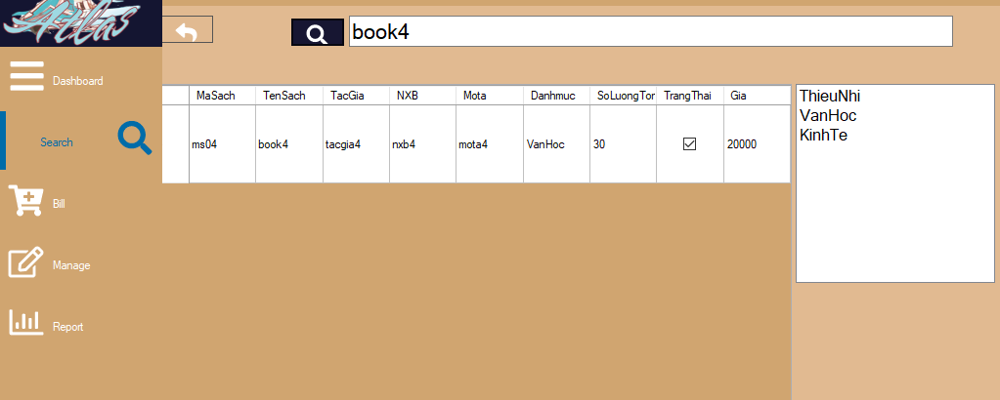 Atlas
book4
Dashboard
Search
Bill
Manage
Report
MaSach TenSach TacGia NXB Mota Danhmuc SoLuongTor TrangThai Gia
ms04 book4 tacgia4 nxb4 mota4 VanHoc 30 20000
ThieuNhi
VanHoc
KinhTe